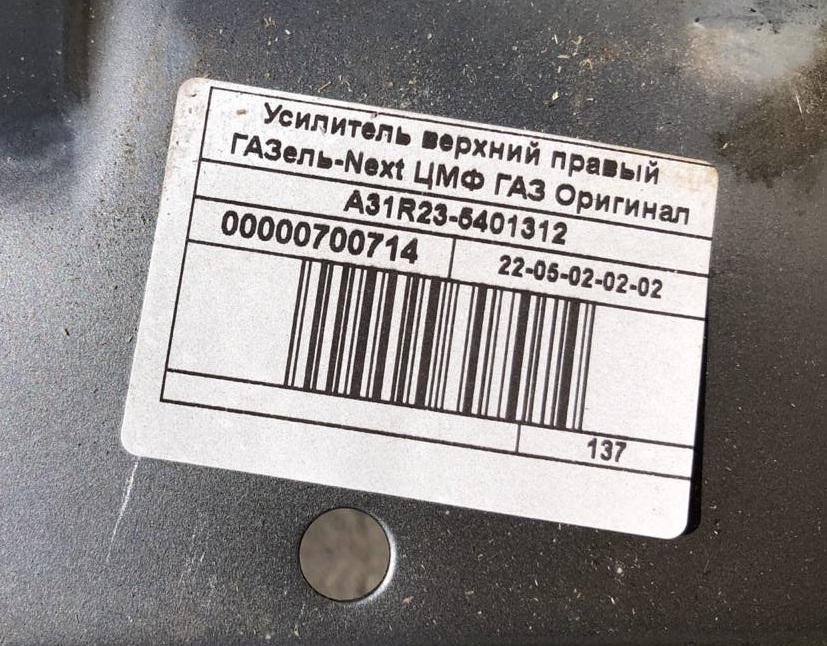 Усилитель верхний правый
ГАЗель-Next ЦМФ ГАЗ Оригинал
A31R23-5401312
00000700714
22-05-02-02-02
137